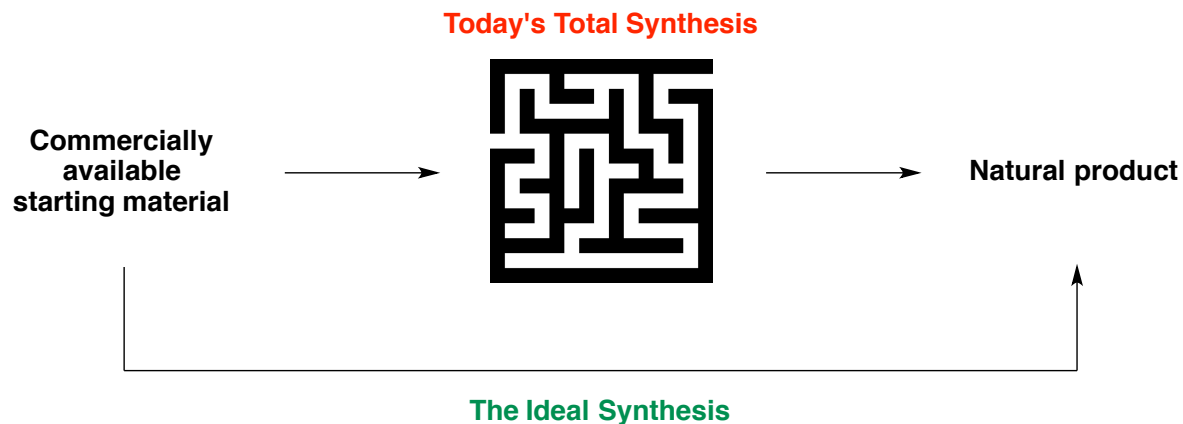 Today's Total Synthesis
Commercially
available
starting material
Natural product
The Ideal Synthesis